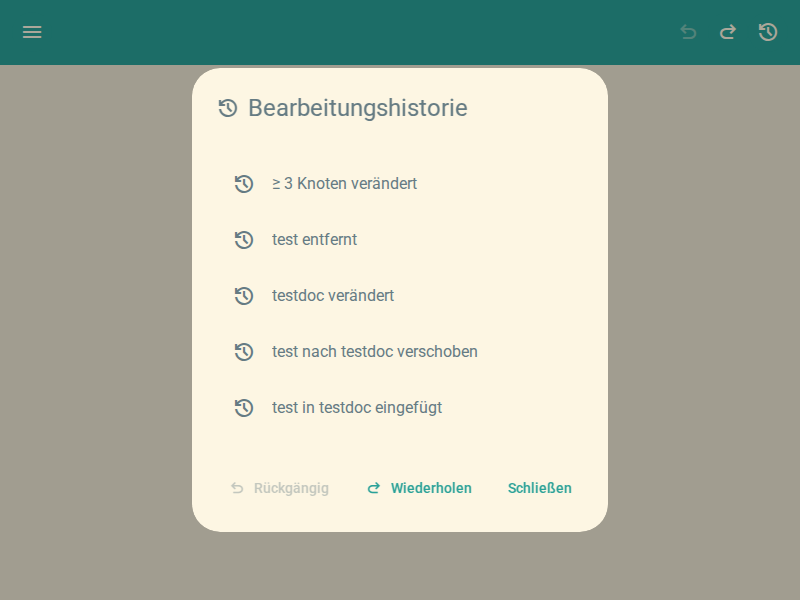 Bearbeitungshistorie
≥ 3 Knoten verändert
test entfernt
testdoc verändert
test nach testdoc verschoben
test in testdoc eingefügt
Rückgängig Wiederholen Schließen